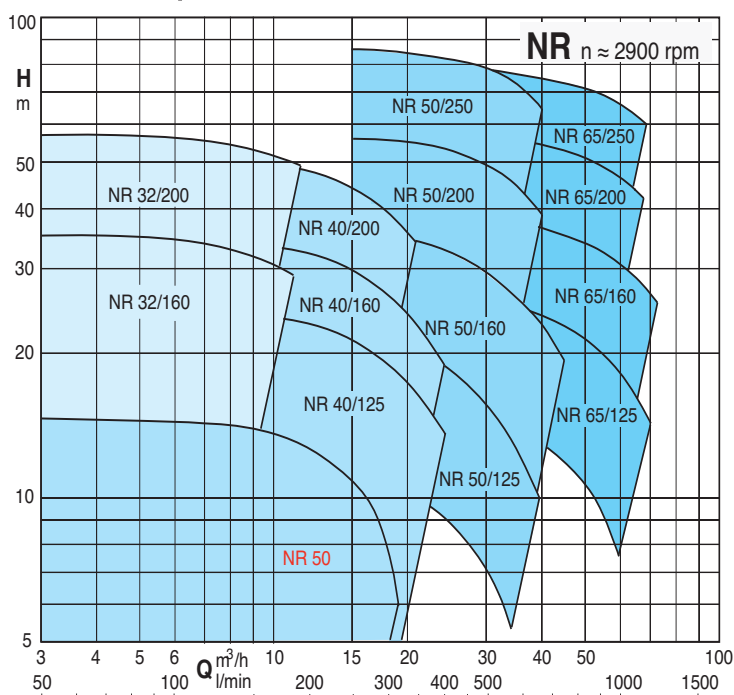 100
H
m
50
40
30
20
10
5
NR n ≈ 2900 rpm
NR 50/250
NR 65/250
NR 32/200
NR 50/200
NR 65/200
NR 40/200
NR 32/160
NR 40/160
NR 65/160
NR 50/160
NR 40/125
NR 65/125
NR 50/125
NR 50
3 4 5 6 10 15 20 30 40 50 100
Q m³/h
l/min
50 100 200 300 400 500 1000 1500